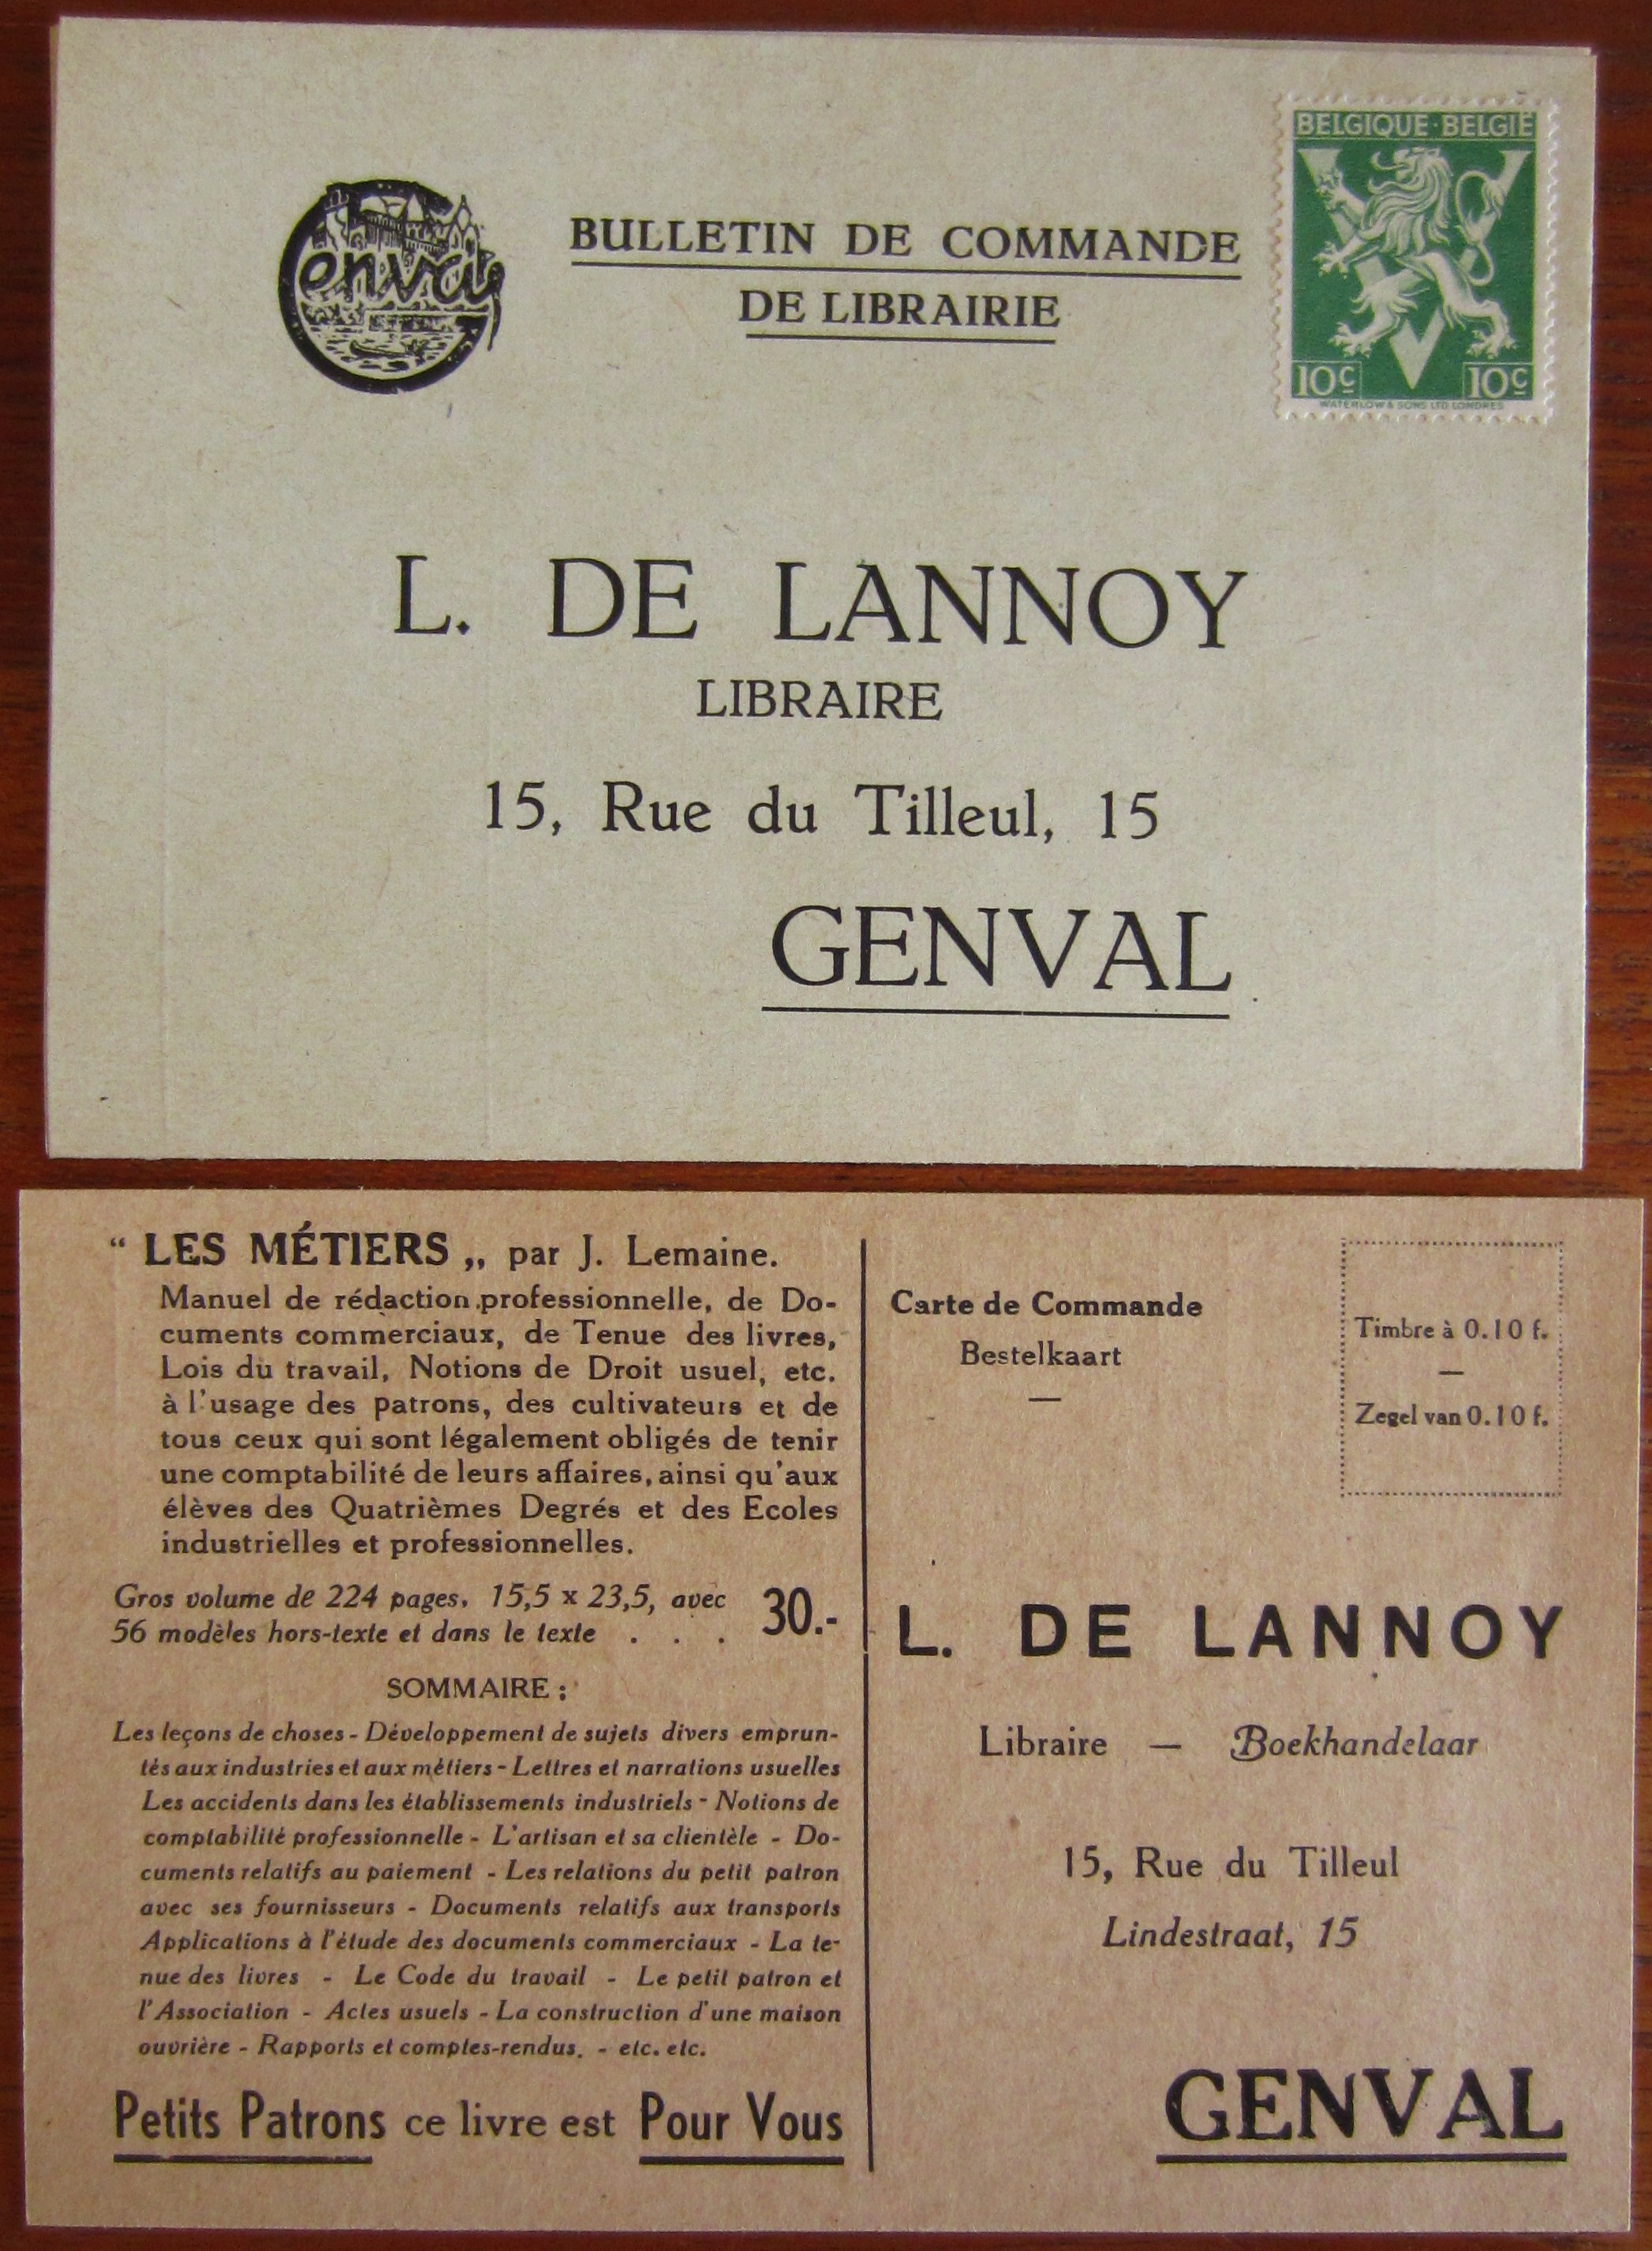 Genval
BULLETIN DE COMMANDE
DE LIBRAIRIE
BELGIQUE·BELGIË
10c 10c
WATERLOW & SONS LTD LONDRES
L. DE LANNOY
LIBRAIRE
15, Rue du Tilleul, 15
GENVAL
“ LES MÉTIERS „ par J. Lemaine.
Manuel de rédaction professionnelle, de Do-
cuments commerciaux, de Tenue des livres,
Lois du travail, Notions de Droit usuel, etc.
à l'usage des patrons, des cultivateurs et de
tous ceux qui sont légalement obligés de tenir
une comptabilité de leurs affaires, ainsi qu'aux
élèves des Quatrièmes Degrés et des Ecoles
industrielles et professionnelles.
Gros volume de 224 pages, 15,5 x 23,5, avec
56 modèles hors-texte et dans le texte . . . 30.-
SOMMAIRE :
Les leçons de choses - Développement de sujets divers emprun-
tés aux industries et aux métiers - Lettres et narrations usuelles
Les accidents dans les établissements industriels - Notions de
comptabilité professionnelle - L'artisan et sa clientèle - Do-
cuments relatifs au paiement - Les relations du petit patron
avec ses fournisseurs - Documents relatifs aux transports
Applications à l'étude des documents commerciaux - La te-
nue des livres - Le Code du travail - Le petit patron et
l'Association - Actes usuels - La construction d'une maison
ouvrière - Rapports et comptes-rendus. - etc. etc.
Petits Patrons ce livre est Pour Vous
Carte de Commande
Bestelkaart
—
Timbre à 0.10 f.
—
Zegel van 0.10 f.
L. DE LANNOY
Libraire — Boekhandelaar
15, Rue du Tilleul
Lindestraat, 15
GENVAL